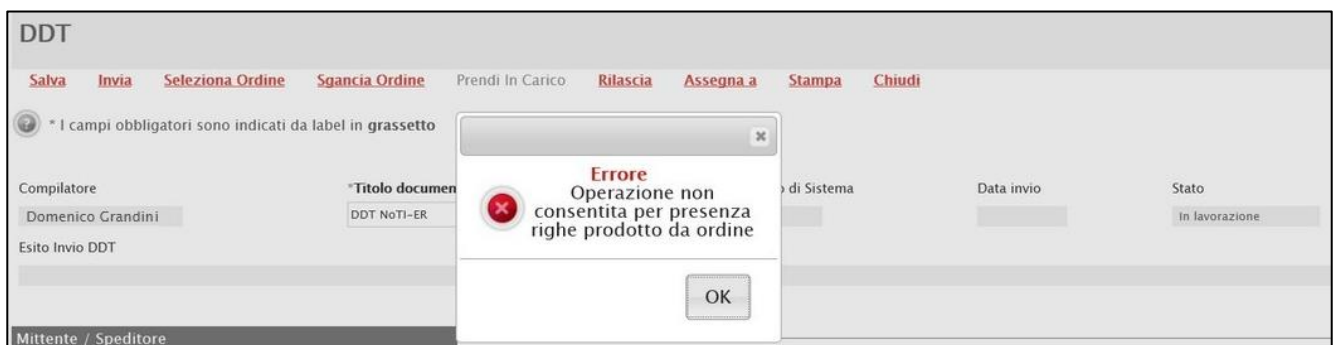 DDT
Salva Invia Seleziona Ordine Sgancia Ordine Prendi In Carico Rilascia Assegna a Stampa Chiudi
* I campi obbligatori sono indicati da label in grassetto
Errore
Operazione non
consentita per presenza
righe prodotto da ordine
OK
Compilatore *Titolo documen di Sistema Data invio Stato
Domenico Grandini DDT NoTI-ER In lavorazione
Esito Invio DDT
Mittente / Speditore